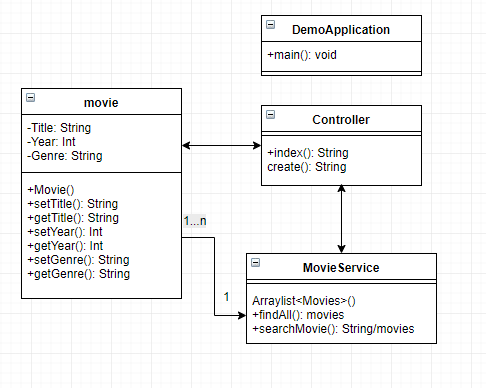 DemoApplication
+main(): void
movie
-Title: String
-Year: Int
-Genre: String
+Movie()
+setTitle(): String
+getTitle(): String
+setYear(): Int
+getYear(): Int
+setGenre(): String
+getGenre(): String
Controller
+index(): String
create(): String
1...n
1
MovieService
Arraylist<Movies>()
+findAll(): movies
+searchMovie(): String/movies